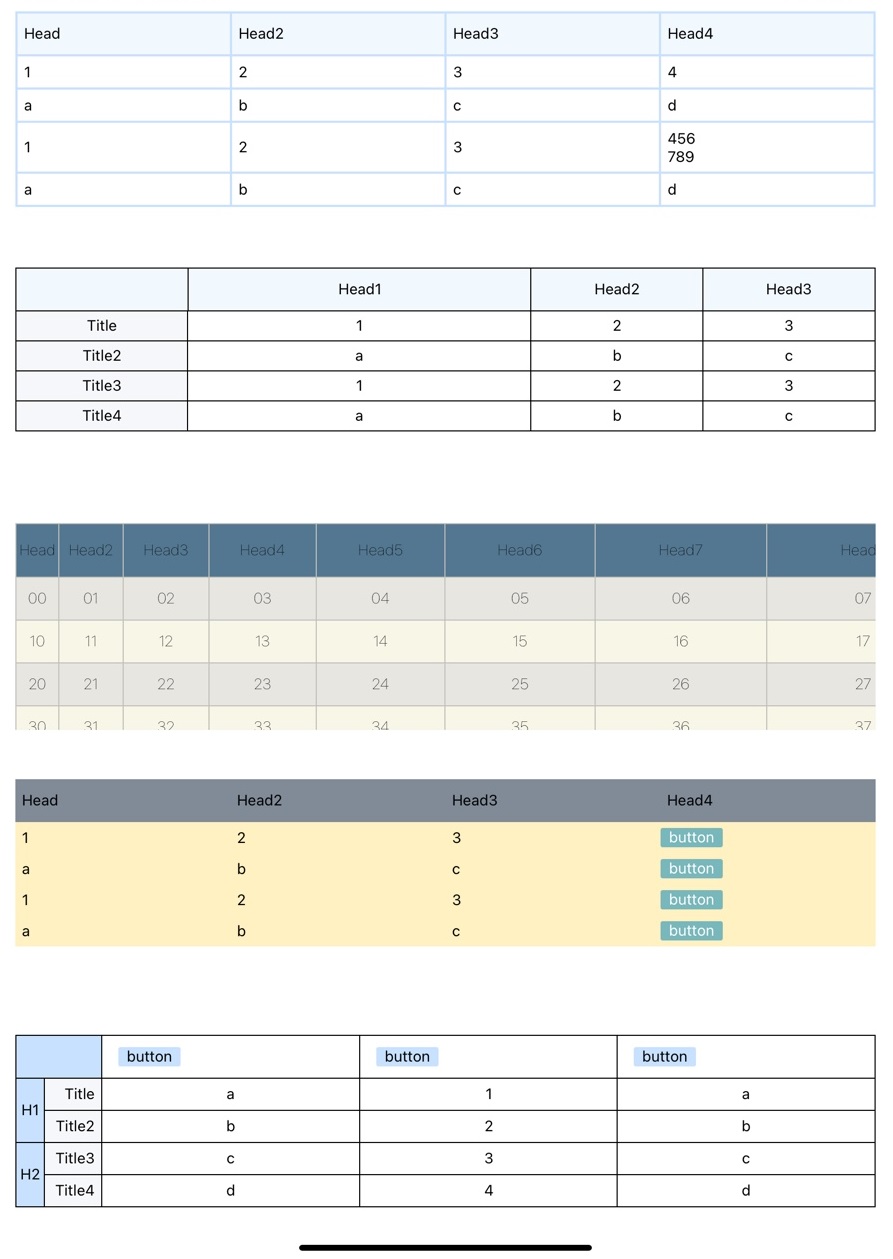 Head Head2 Head3 Head4
1 2 3 4
a b c d
1 2 3 456
789
a b c d
Head1 Head2 Head3
Title 1 2 3
Title2 a b c
Title3 1 2 3
Title4 a b c
Head Head2 Head3 Head4 Head5 Head6 Head7 Head
00 01 02 03 04 05 06 07
10 11 12 13 14 15 16 17
20 21 22 23 24 25 26 27
30 31 32 33 34 35 36 37
Head Head2 Head3 Head4
1 2 3 button
a b c button
1 2 3 button
a b c button
button button button
H1 Title a 1 a
Title2 b 2 b
H2 Title3 c 3 c
Title4 d 4 d